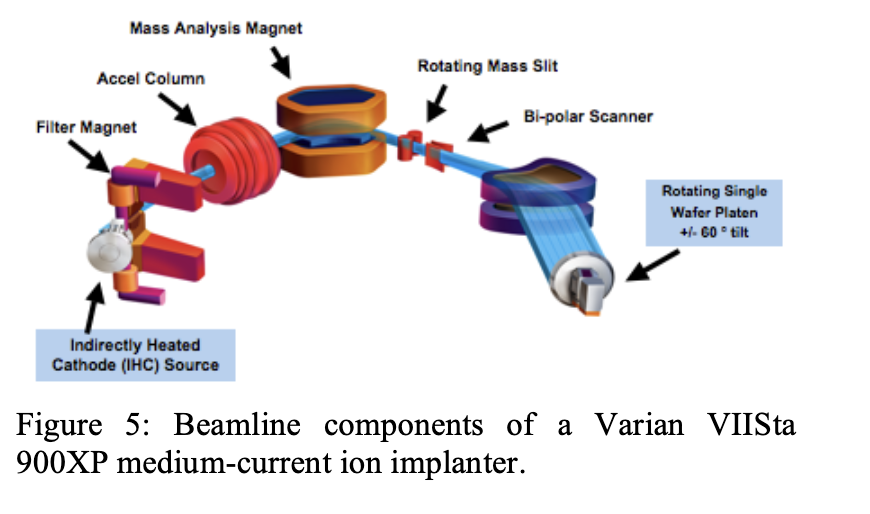 Mass Analysis Magnet
Accel Column
Rotating Mass Slit
Filter Magnet
Bi-polar Scanner
Rotating Single
Wafer Platen
+/- 60 ° tilt
Indirectly Heated
Cathode (IHC) Source
Figure 5: Beamline components of a Varian VIISta
900XP medium-current ion implanter.